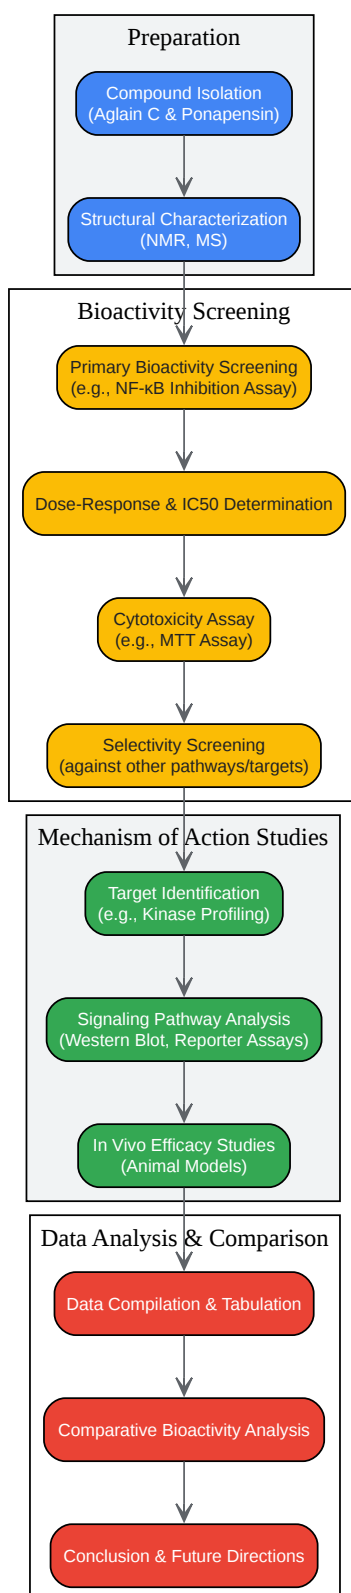 Preparation
Compound Isolation
(Aglain C & Ponapensin)
Structural Characterization
(NMR, MS)
Bioactivity Screening
Primary Bioactivity Screening
(e.g., NF-κB Inhibition Assay)
Dose-Response & IC50 Determination
Cytotoxicity Assay
(e.g., MTT Assay)
Selectivity Screening
(against other pathways/targets)
Mechanism of Action Studies
Target Identification
(e.g., Kinase Profiling)
Signaling Pathway Analysis
(Western Blot, Reporter Assays)
In Vivo Efficacy Studies
(Animal Models)
Data Analysis & Comparison
Data Compilation & Tabulation
Comparative Bioactivity Analysis
Conclusion & Future Directions